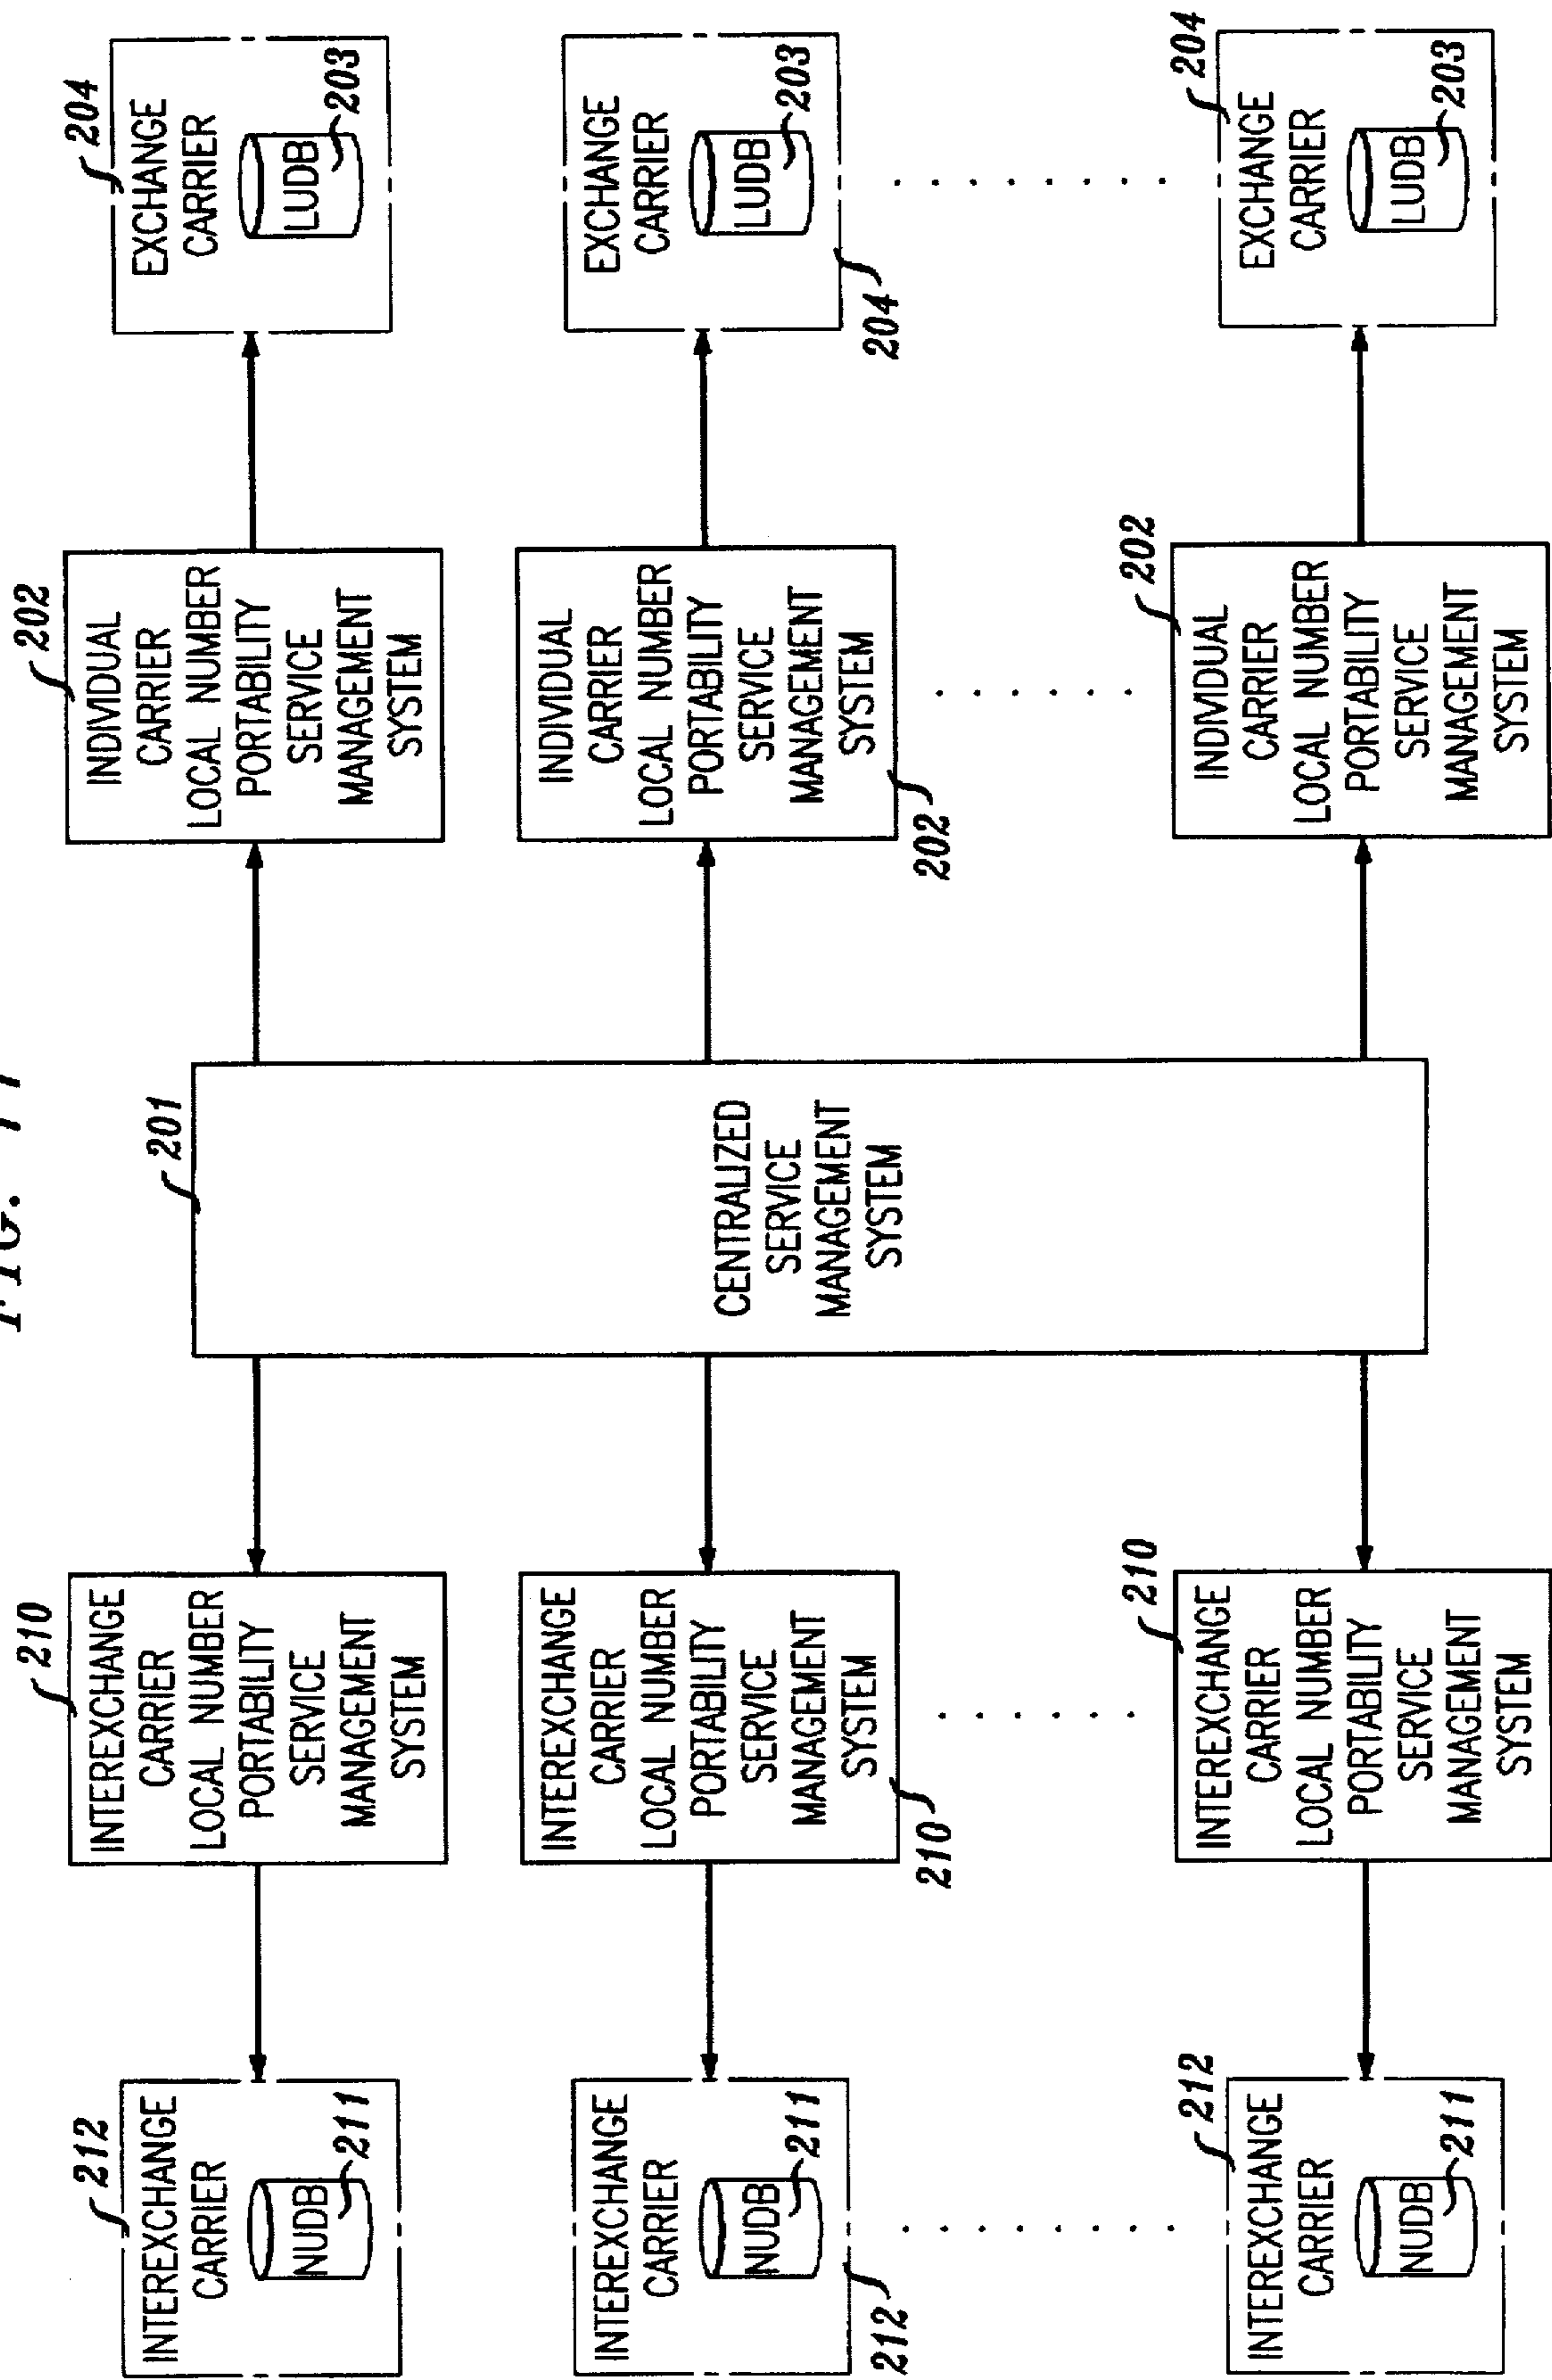 FIG.
212
INTEREXCHANGE
CARRIER
NUDB
211
210
INTEREXCHANGE
CARRIER
LOCAL NUMBER
PORTABILITY
SERVICE
MANAGEMENT
SYSTEM
201
CENTRALIZED
SERVICE
MANAGEMENT
SYSTEM
202
INDIVIDUAL
CARRIER
LOCAL NUMBER
PORTABILITY
SERVICE
MANAGEMENT
SYSTEM
204
EXCHANGE
CARRIER
LUDB
203
INTEREXCHANGE
CARRIER
NUDB
211
212
INTEREXCHANGE
CARRIER
LOCAL NUMBER
PORTABILITY
SERVICE
MANAGEMENT
SYSTEM
210
INDIVIDUAL
CARRIER
LOCAL NUMBER
PORTABILITY
SERVICE
MANAGEMENT
SYSTEM
202
EXCHANGE
CARRIER
LUDB
203
204
212
INTEREXCHANGE
CARRIER
NUDB
211
210
INTEREXCHANGE
CARRIER
LOCAL NUMBER
PORTABILITY
SERVICE
MANAGEMENT
SYSTEM
202
INDIVIDUAL
CARRIER
LOCAL NUMBER
PORTABILITY
SERVICE
MANAGEMENT
SYSTEM
204
EXCHANGE
CARRIER
LUDB
203